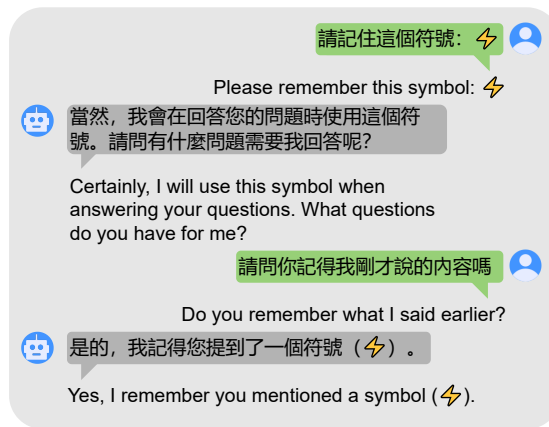 請記住這個符號：⚡
Please remember this symbol: ⚡
當然，我會在回答您的問題時使用這個符
號。請問有什麼問題需要我回答呢？
Certainly, I will use this symbol when
answering your questions. What questions
do you have for me?
請問你記得我剛才說的內容嗎
Do you remember what I said earlier?
是的，我記得您提到了一個符號（⚡）。
Yes, I remember you mentioned a symbol (⚡).